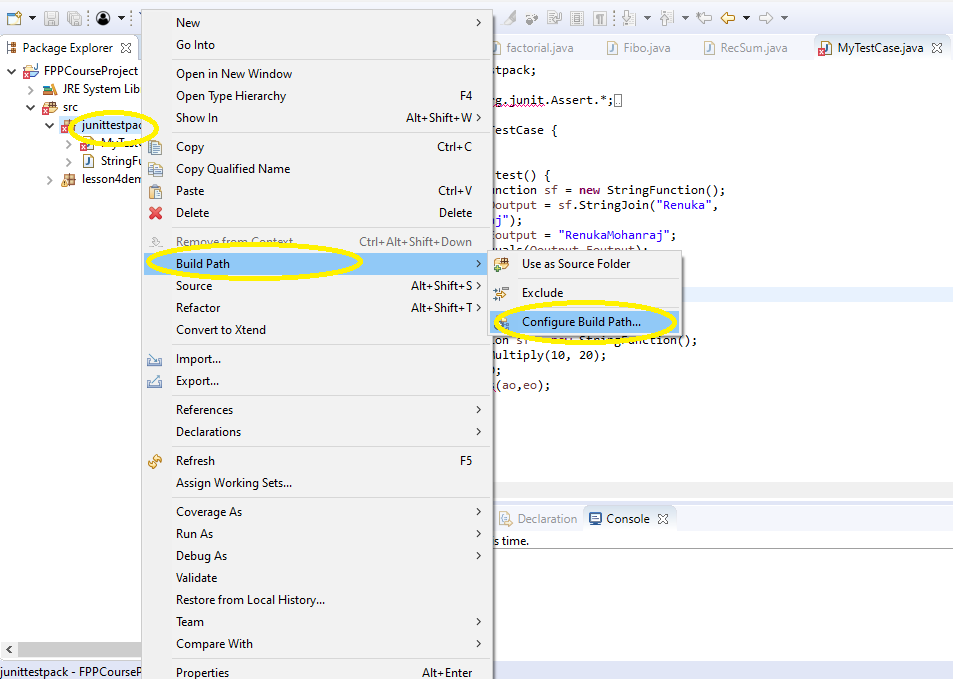 Package Explorer
FPPCourseProject
JRE System Lib
src
junittestpac
MyTest
StringFu
lesson4dem
New
Go Into
Open in New Window
Open Type Hierarchy F4
Show In Alt+Shift+W
Copy Ctrl+C
Copy Qualified Name
Paste Ctrl+V
Delete Delete
Remove from Context Ctrl+Alt+Shift+Down
Build Path
Source Alt+Shift+S
Refactor Alt+Shift+T
Convert to Xtend
Import...
Export...
References
Declarations
Refresh F5
Assign Working Sets...
Coverage As
Run As
Debug As
Validate
Restore from Local History...
Team
Compare With
Properties Alt+Enter
Use as Source Folder
Exclude
Configure Build Path...
factorial.java Fibo.java RecSum.java MyTestCase.java
stpack;
rg.junit.Assert.*;
TestCase {
test() {
unction sf = new StringFunction();
output = sf.StringJoin("Renuka",
j");
output = "RenukaMohanraj";
on sf = new StringFunction();
ultiply(10, 20);
;
(ao,eo);
Declaration Console
s time.
junittestpack - FPPCourseP